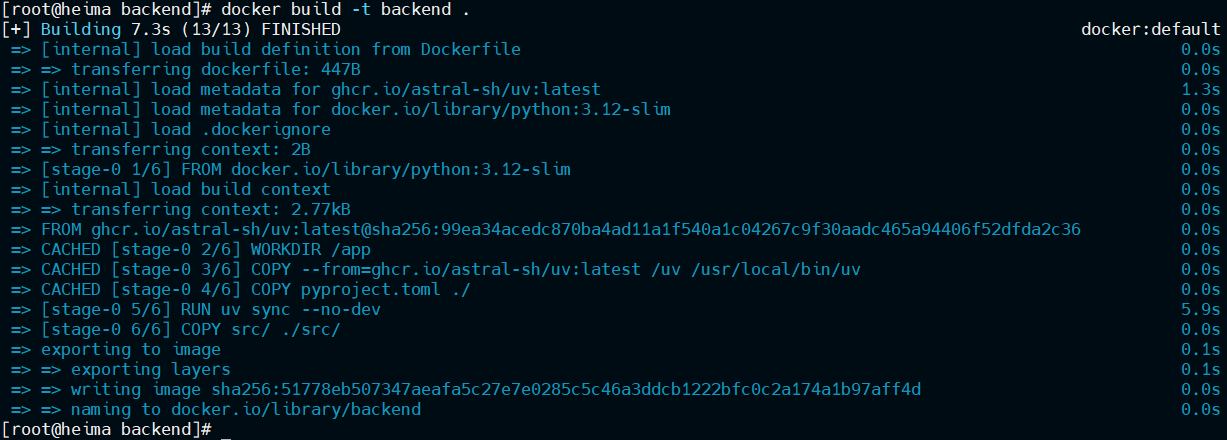 [root@heima backend]# docker build -t backend .
[+] Building 7.3s (13/13) FINISHED docker:default
=> [internal] load build definition from Dockerfile 0.0s
=> => transferring dockerfile: 447B 0.0s
=> [internal] load metadata for ghcr.io/astral-sh/uv:latest 1.3s
=> [internal] load metadata for docker.io/library/python:3.12-slim 0.0s
=> [internal] load .dockerignore 0.0s
=> => transferring context: 2B 0.0s
=> [stage-0 1/6] FROM docker.io/library/python:3.12-slim 0.0s
=> [internal] load build context 0.0s
=> => transferring context: 2.77kB 0.0s
=> FROM ghcr.io/astral-sh/uv:latest@sha256:99ea34acedc870ba4ad11a1f540a1c04267c9f30aadc465a94406f52dfda2c36 0.0s
=> CACHED [stage-0 2/6] WORKDIR /app 0.0s
=> CACHED [stage-0 3/6] COPY --from=ghcr.io/astral-sh/uv:latest /uv /usr/local/bin/uv 0.0s
=> CACHED [stage-0 4/6] COPY pyproject.toml ./ 0.0s
=> [stage-0 5/6] RUN uv sync --no-dev 5.9s
=> [stage-0 6/6] COPY src/ ./src/ 0.0s
=> exporting to image 0.1s
=> => exporting layers 0.1s
=> => writing image sha256:51778eb507347aeafa5c27e7e0285c5c46a3ddcb1222bfc0c2a174a1b97aff4d 0.0s
=> => naming to docker.io/library/backend 0.0s
[root@heima backend]# _